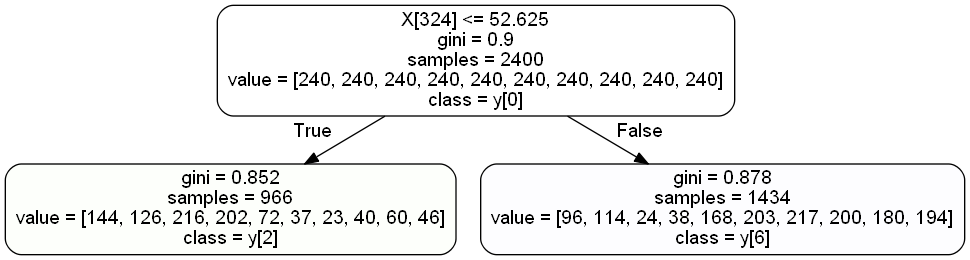 X[324] <= 52.625
gini = 0.9
samples = 2400
value = [240, 240, 240, 240, 240, 240, 240, 240, 240, 240]
class = y[0]
True
False
gini = 0.852
samples = 966
value = [144, 126, 216, 202, 72, 37, 23, 40, 60, 46]
class = y[2]
gini = 0.878
samples = 1434
value = [96, 114, 24, 38, 168, 203, 217, 200, 180, 194]
class = y[6]